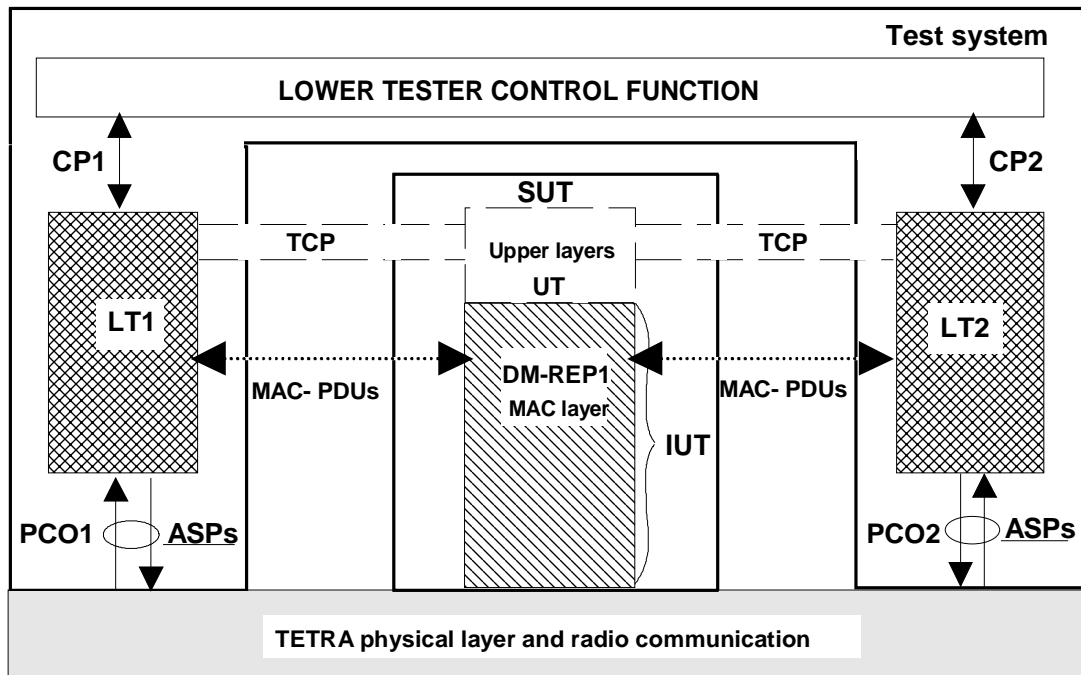 Test system
LOWER TESTER CONTROL FUNCTION
CP1
CP2
SUT
TCP
TCP
Upper layers
UT
LT1
LT2
DM-REP1
MAC layer
MAC- PDUs
MAC- PDUs
IUT
PCO1
ASPs
PCO2
ASPs
TETRA physical layer and radio communication